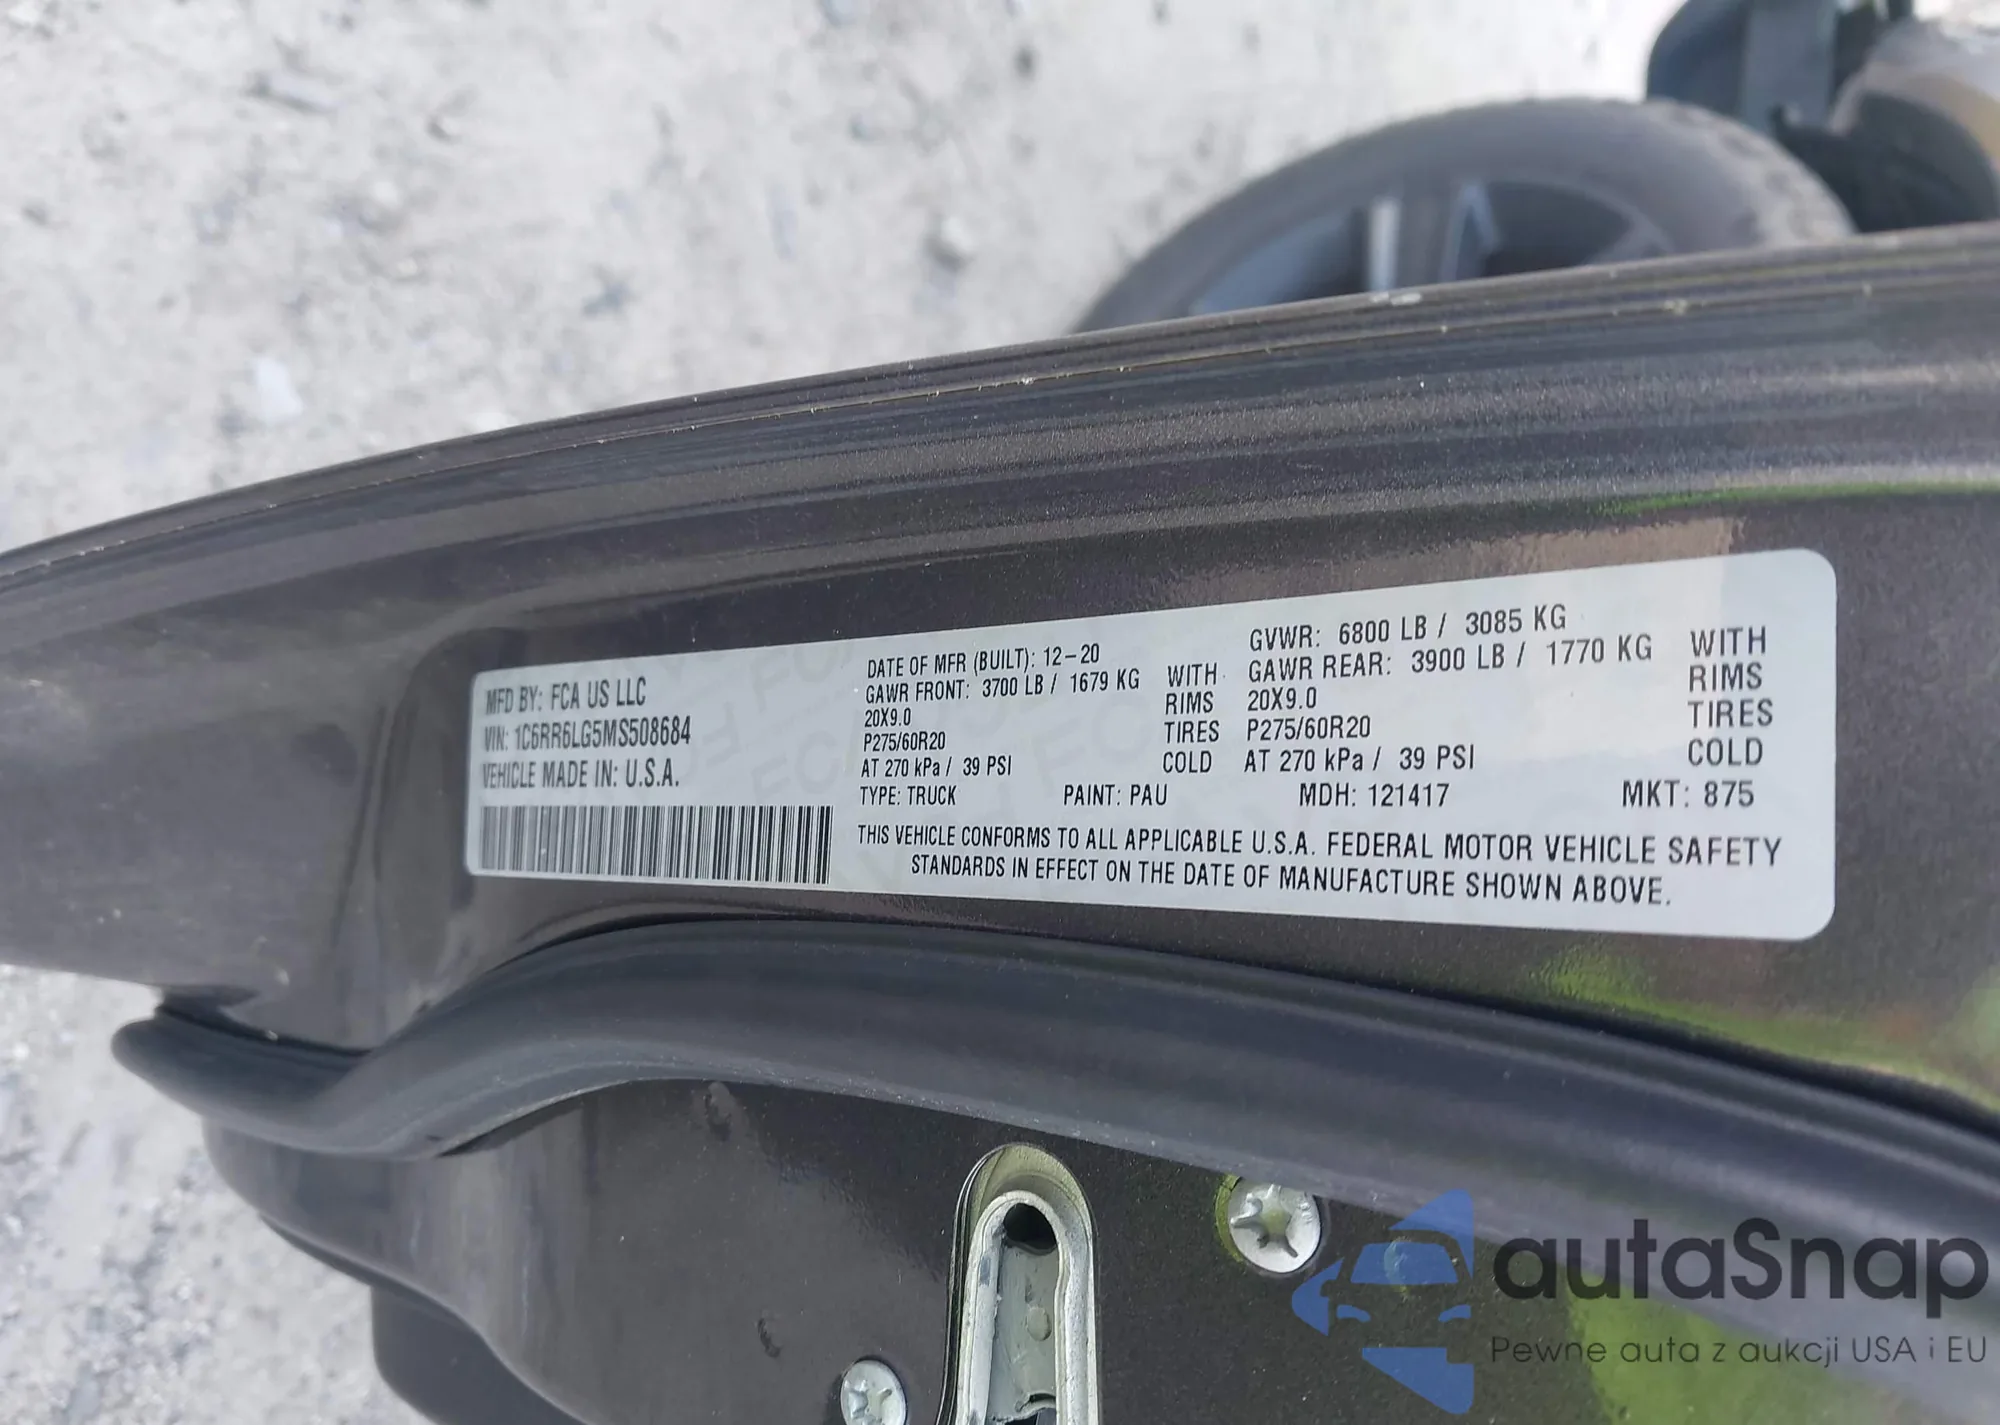 MFD BY: FCA US LLC
VIN: 1C6RR6LG5MS508684
VEHICLE MADE IN: U.S.A.
DATE OF MFR (BUILT): 12-20
GAWR FRONT: 3700 LB / 1679 KG WITH
20X9.0 RIMS
P275/60R20 TIRES
AT 270 kPa / 39 PSI COLD
GVWR: 6800 LB / 3085 KG
GAWR REAR: 3900 LB / 1770 KG WITH
20X9.0 RIMS
P275/60R20 TIRES
AT 270 kPa / 39 PSI COLD
TYPE: TRUCK PAINT: PAU MDH: 121417 MKT: 875
THIS VEHICLE CONFORMS TO ALL APPLICABLE U.S.A. FEDERAL MOTOR VEHICLE SAFETY
STANDARDS IN EFFECT ON THE DATE OF MANUFACTURE SHOWN ABOVE.
autaSnap
Pewne auta z aukcji USA i EU